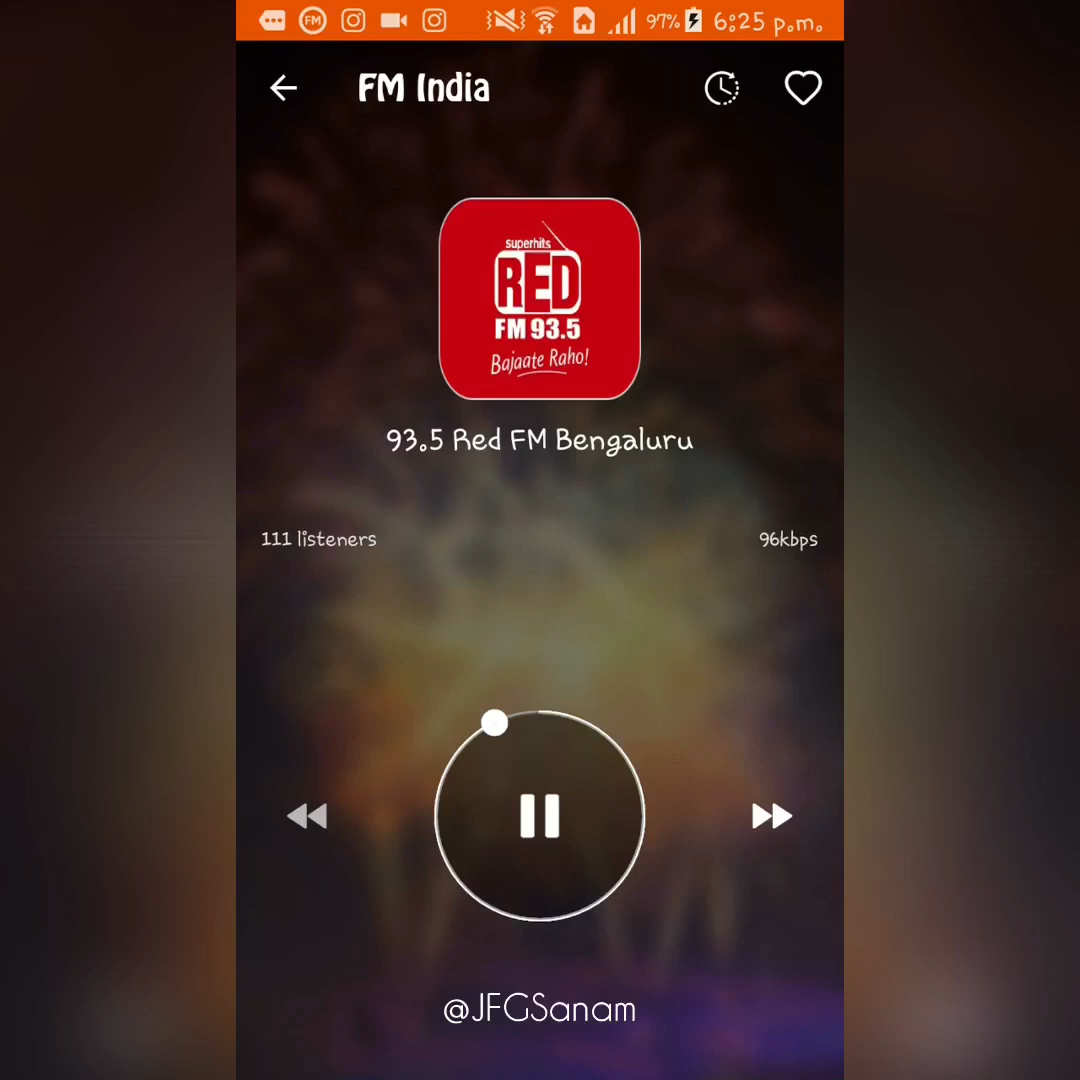 FM 97% 6:25 p.m.
FM India
superhits
RED
FM 93.5
Bajaate Raho!
93.5 Red FM Bengaluru
111 listeners 96kbps
@JFGSanam